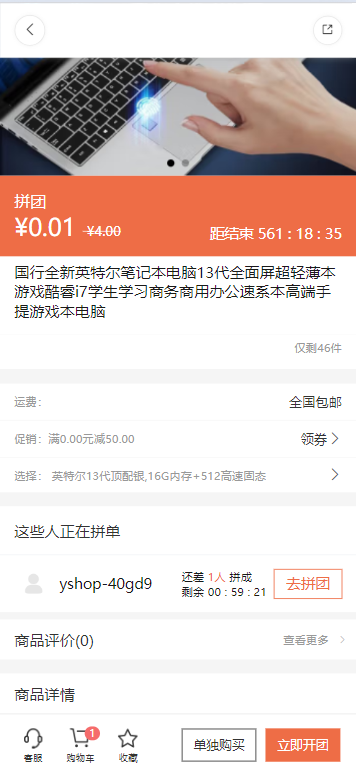 拼团
¥0.01 ¥4.00
距结束 561 : 18 : 35
国行全新英特尔笔记本电脑13代全面屏超轻薄本
游戏酷睿i7学生学习商务商用办公速系本高端手
提游戏本电脑
仅剩46件
运费：
全国包邮
促销：满0.00元减50.00
领券
选择： 英特尔13代顶配银,16G内存+512高速固态
这些人正在拼单
yshop-40gd9
还差 1人 拼成
剩余 00 : 59 : 21
去拼团
商品评价(0)
查看更多
商品详情
客服
购物车
1
收藏
单独购买
立即开团